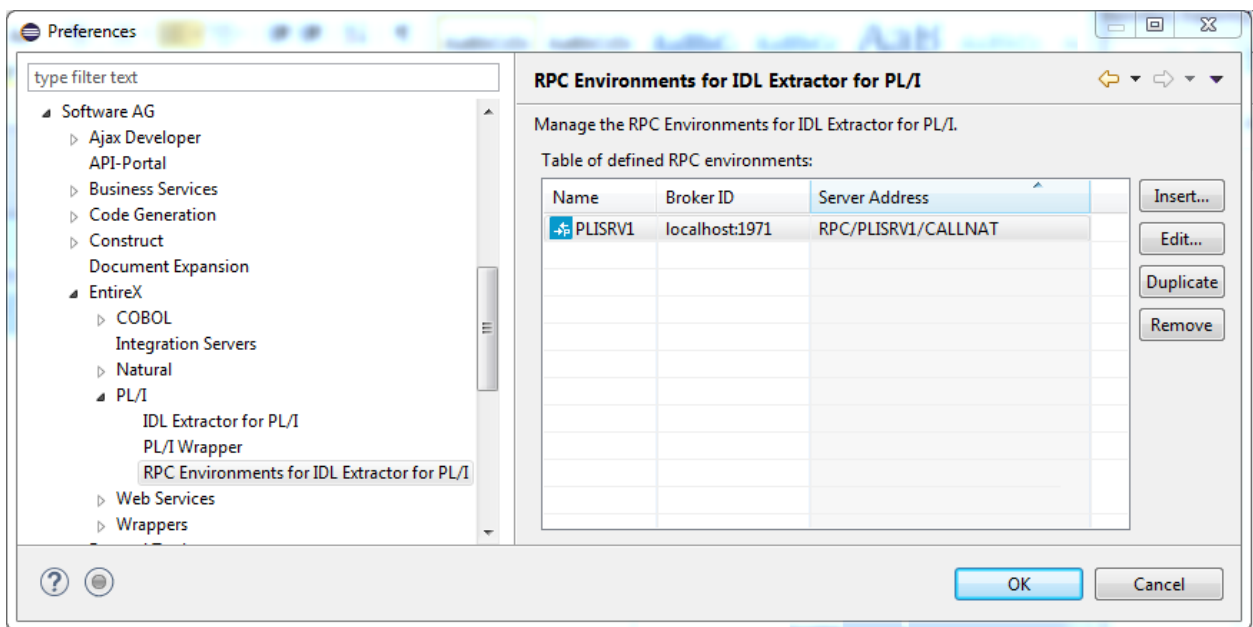 Preferences
type filter text
Software AG
Ajax Developer
API-Portal
Business Services
Code Generation
Construct
Document Expansion
EntireX
COBOL
Integration Servers
Natural
PL/I
IDL Extractor for PL/I
PL/I Wrapper
RPC Environments for IDL Extractor for PL/I
Web Services
Wrappers
RPC Environments for IDL Extractor for PL/I
Manage the RPC Environments for IDL Extractor for PL/I.
Table of defined RPC environments:
Name Broker ID Server Address
PLISRV1 localhost:1971 RPC/PLISRV1/CALLNAT
Insert...
Edit...
Duplicate
Remove
OK Cancel